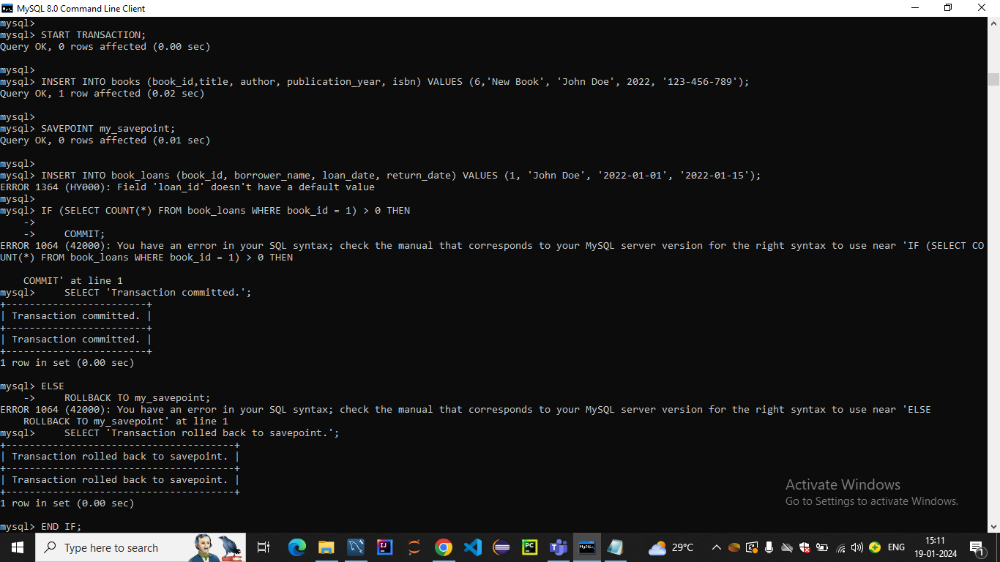 MySQL 8.0 Command Line Client
mysql>
mysql> START TRANSACTION;
Query OK, 0 rows affected (0.00 sec)
mysql>
mysql> INSERT INTO books (book_id,title, author, publication_year, isbn) VALUES (6,'New Book', 'John Doe', 2022, '123-456-789');
Query OK, 1 row affected (0.02 sec)
mysql>
mysql> SAVEPOINT my_savepoint;
Query OK, 0 rows affected (0.01 sec)
mysql>
mysql> INSERT INTO book_loans (book_id, borrower_name, loan_date, return_date) VALUES (1, 'John Doe', '2022-01-01', '2022-01-15');
ERROR 1364 (HY000): Field 'loan_id' doesn't have a default value
mysql>
mysql> IF (SELECT COUNT(*) FROM book_loans WHERE book_id = 1) > 0 THEN
    ->
    ->     COMMIT;
ERROR 1064 (42000): You have an error in your SQL syntax; check the manual that corresponds to your MySQL server version for the right syntax to use near 'IF (SELECT CO
UNT(*) FROM book_loans WHERE book_id = 1) > 0 THEN
    COMMIT' at line 1
mysql>     SELECT 'Transaction committed.';
+------------------------+
| Transaction committed. |
+------------------------+
| Transaction committed. |
+------------------------+
1 row in set (0.00 sec)
mysql> ELSE
    ->     ROLLBACK TO my_savepoint;
ERROR 1064 (42000): You have an error in your SQL syntax; check the manual that corresponds to your MySQL server version for the right syntax to use near 'ELSE
    ROLLBACK TO my_savepoint' at line 1
mysql>     SELECT 'Transaction rolled back to savepoint.';
+---------------------------------------+
| Transaction rolled back to savepoint. |
+---------------------------------------+
| Transaction rolled back to savepoint. |
+---------------------------------------+
1 row in set (0.00 sec)
mysql> END IF;
Activate Windows
Go to Settings to activate Windows.
Type here to search
IJ
PC
MySQL
29°C
ENG
15:11
19-01-2024
1